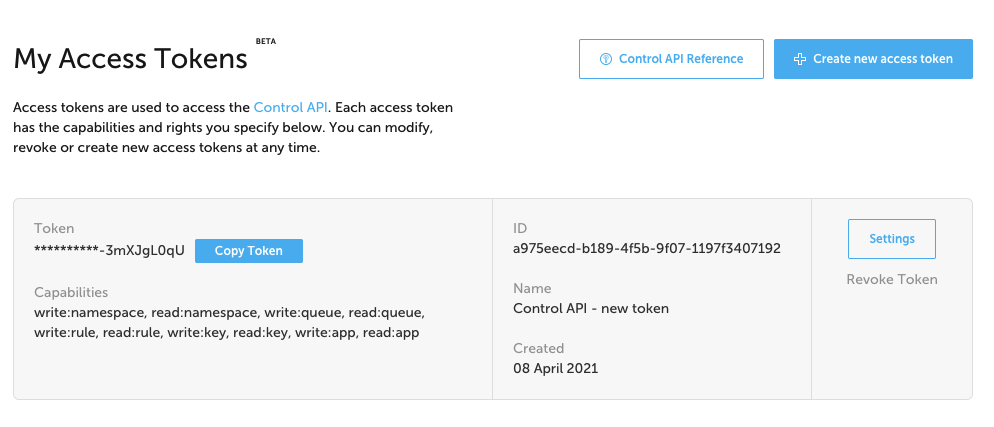 My Access Tokens BETA
Control API Reference
Create new access token
Access tokens are used to access the Control API. Each access token
has the capabilities and rights you specify below. You can modify,
revoke or create new access tokens at any time.
Token
**********-3mXJgL0qU
Copy Token
Capabilities
write:namespace, read:namespace, write:queue, read:queue,
write:rule, read:rule, write:key, read:key, write:app, read:app
ID
a975eecd-b189-4f5b-9f07-1197f3407192
Name
Control API - new token
Created
08 April 2021
Settings
Revoke Token